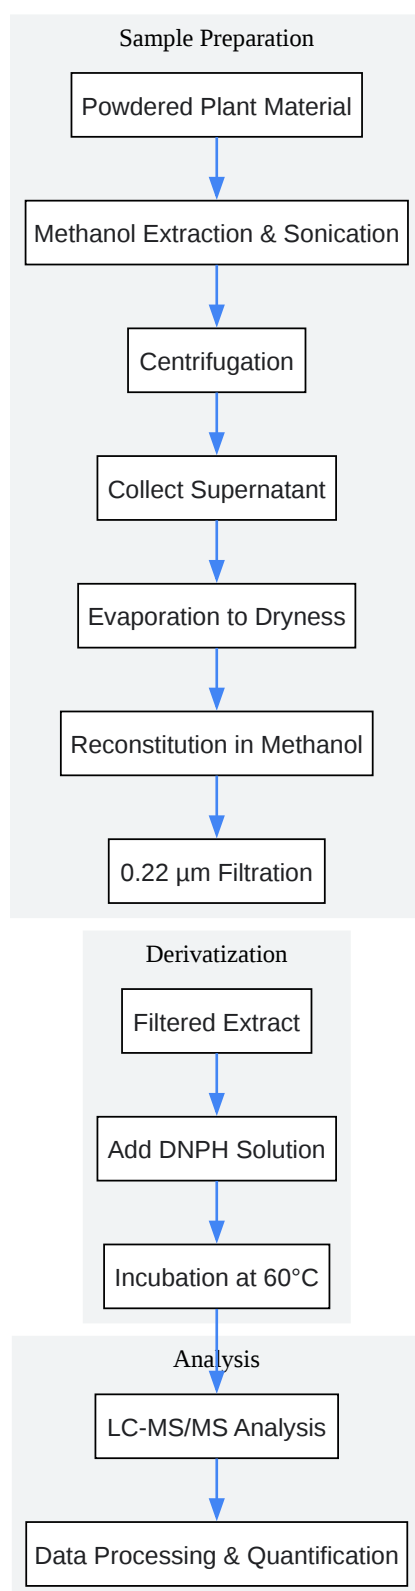 Sample Preparation
Powdered Plant Material
Methanol Extraction & Sonication
Centrifugation
Collect Supernatant
Evaporation to Dryness
Reconstitution in Methanol
0.22 µm Filtration
Derivatization
Filtered Extract
Add DNPH Solution
Incubation at 60°C
Analysis
LC-MS/MS Analysis
Data Processing & Quantification